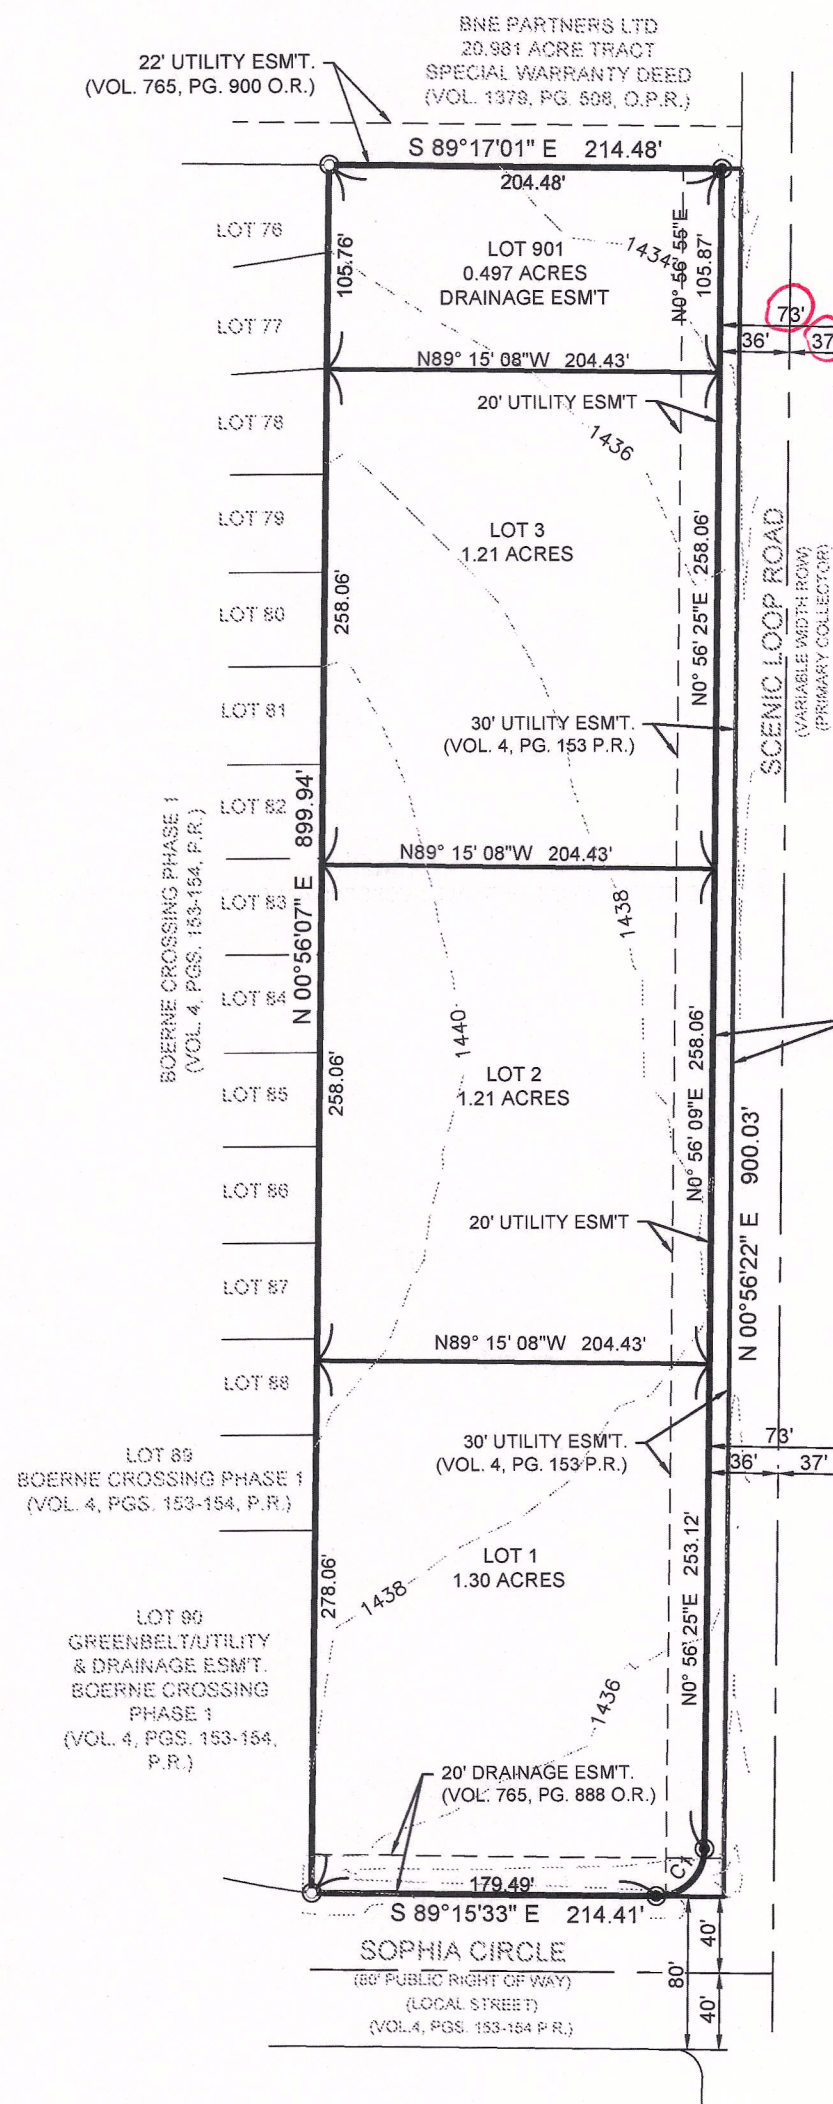 BNE PARTNERS LTD
20.981 ACRE TRACT
SPECIAL WARRANTY DEED
(VOL. 1379, PG. 508, O.P.R.)
22' UTILITY ESM'T.
(VOL. 765, PG. 900 O.R.)
S 89°17'01" E 214.48'
204.48'
LOT 76
105.76'
LOT 901
0.497 ACRES
DRAINAGE ESM'T
1434
N0° 56' 55"E
105.87'
LOT 77
73'
36'
37
N89° 15' 08"W 204.43'
20' UTILITY ESM'T
LOT 78
1436
LOT 79
LOT 3
1.21 ACRES
258.06'
N0° 56' 25"E 258.06'
LOT 80
LOT 81
30' UTILITY ESM'T.
(VOL. 4, PG. 153 P.R.)
SCENIC LOOP ROAD
(VARIABLE WIDTH ROW)
(PRIMARY COLLECTOR)
LOT 82
N 00°56'07" E 899.94'
N89° 15' 08"W 204.43'
LOT 83
1438
BOERNE CROSSING PHASE 1
(VOL. 4, PGS. 153-154, P.R.)
LOT 84
1440
LOT 85
258.06'
LOT 2
1.21 ACRES
N0° 56' 09"E 258.06'
N 00°56'22" E 900.03'
LOT 86
20' UTILITY ESM'T
LOT 87
N89° 15' 08"W 204.43'
LOT 88
30' UTILITY ESM'T.
(VOL. 4, PG. 153 P.R.)
73'
36'
37'
LOT 89
BOERNE CROSSING PHASE 1
(VOL. 4, PGS. 153-154, P.R.)
LOT 1
1.30 ACRES
278.06'
1438
N0° 56' 25"E 253.12'
LOT 90
GREENBELT/UTILITY
& DRAINAGE ESM'T.
BOERNE CROSSING
PHASE 1
(VOL. 4, PGS. 153-154,
P.R.)
1436
20' DRAINAGE ESM'T.
(VOL. 765, PG. 888 O.R.)
C1
179.49'
S 89°15'33" E 214.41'
SOPHIA CIRCLE
(80' PUBLIC RIGHT OF WAY)
(LOCAL STREET)
(VOL.4, PGS. 153-154 P.R.)
80'
40'
40'